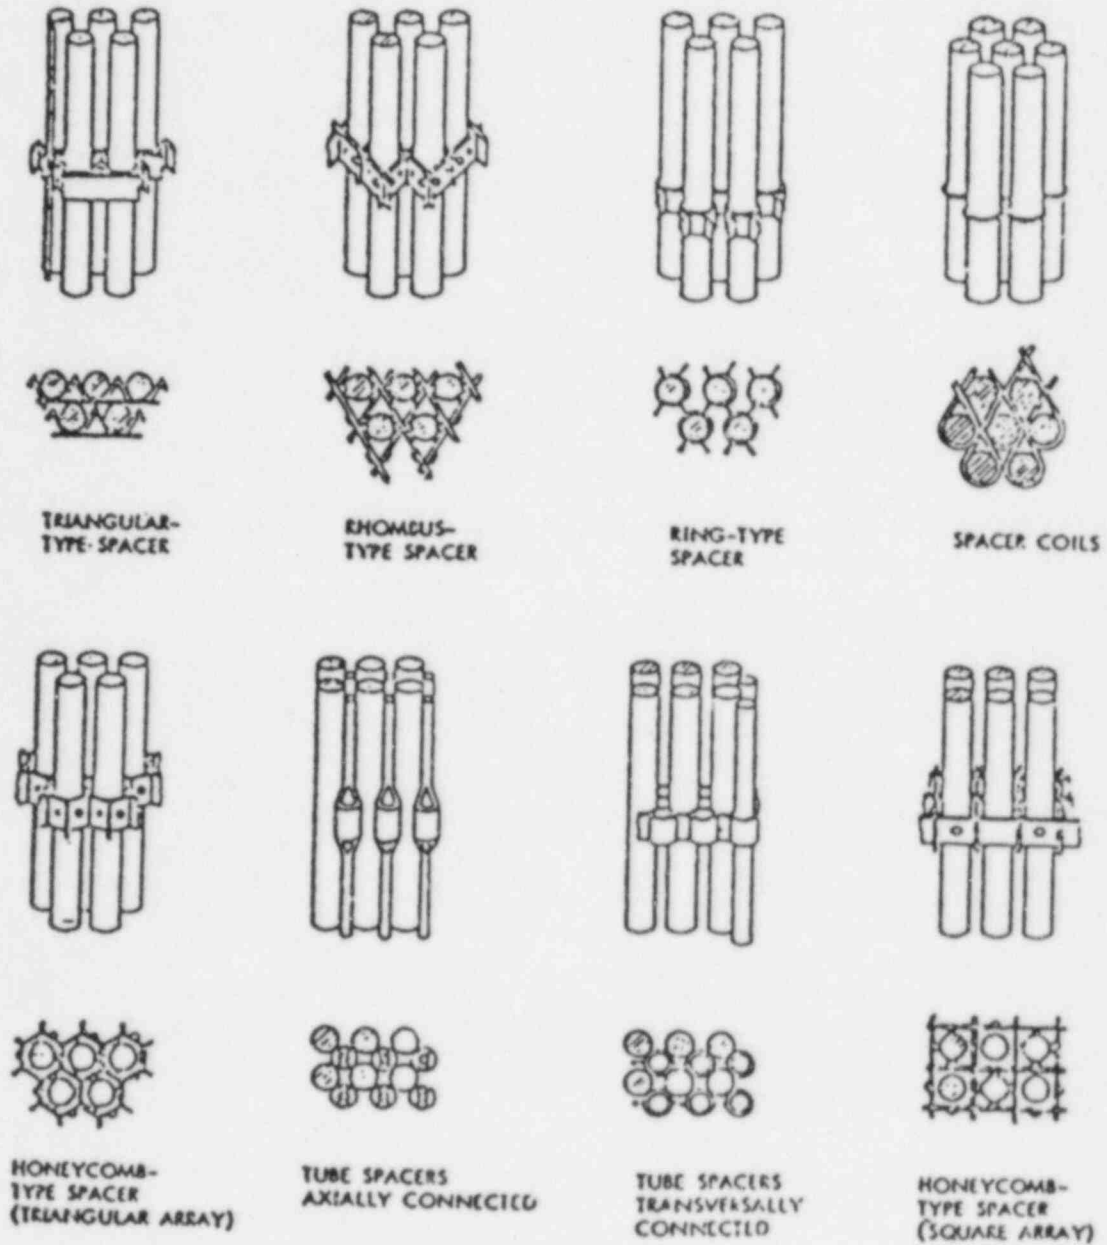 TRIANGULAR-
TYPE-SPACER
RHOMBUS-
TYPE SPACER
RING-TYPE
SPACER
SPACER COILS
HONEYCOMB-
TYPE SPACER
(TRIANGULAR ARRAY)
TUBE SPACERS
AXIALLY CONNECTED
TUBE SPACERS
TRANSVERSALLY
CONNECTED
HONEYCOMB-
TYPE SPACER
(SQUARE ARRAY)